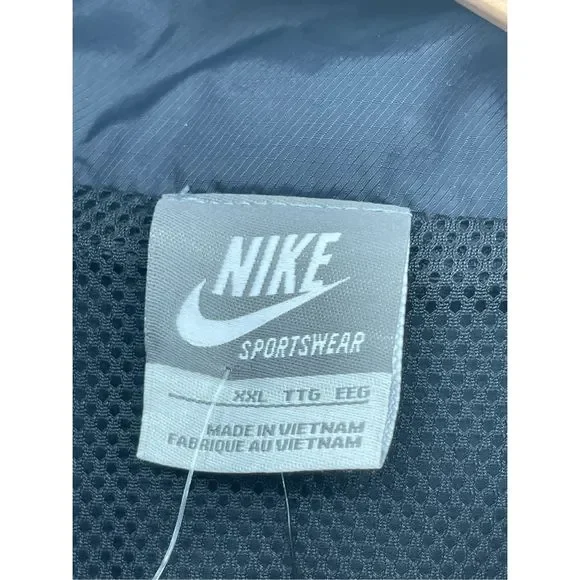 NIKE
SPORTSWEAR
XXL TTG EEG
MADE IN VIETNAM
FABRIQUE AU VIETNAM